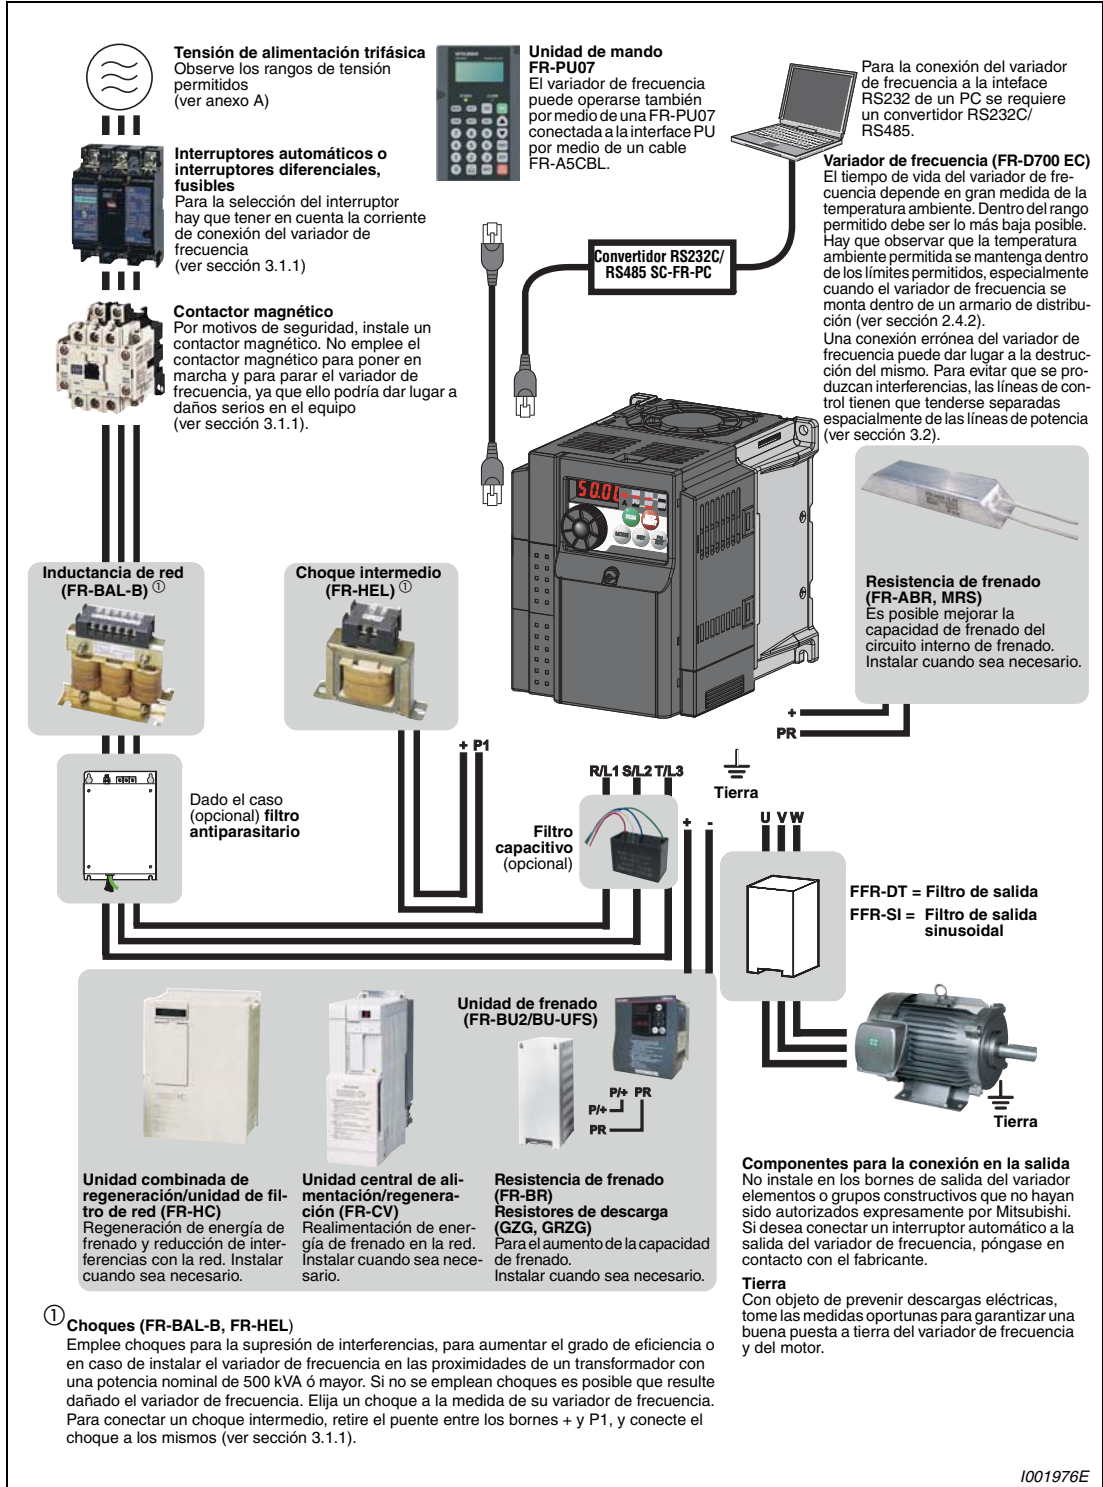 Tensión de alimentación trifásica
Observe los rangos de tensión
permitidos
(ver anexo A)
Interruptores automáticos o
interruptores diferenciales,
fusibles
Para la selección del interruptor
hay que tener en cuenta la corriente
de conexión del variador de
frecuencia
(ver sección 3.1.1)
Contactor magnético
Por motivos de seguridad, instale un
contactor magnético. No emplee el
contactor magnético para poner en
marcha y para parar el variador de
frecuencia, ya que ello podría dar lugar a
daños serios en el equipo
(ver sección 3.1.1).
Unidad de mando
FR-PU07
El variador de frecuencia
puede operarse también
por medio de una FR-PU07
conectada a la interface PU
por medio de un cable
FR-A5CBL.
Para la conexión del variador
de frecuencia a la inteface
RS232 de un PC se requiere
un convertidor RS232C/
RS485.
Convertidor RS232C/
RS485 SC-FR-PC
Variador de frecuencia (FR-D700 EC)
El tiempo de vida del variador de fre-
cuencia depende en gran medida de la
temperatura ambiente. Dentro del rango
permitido debe ser lo más baja posible.
Hay que observar que la temperatura
ambiente permitida se mantenga dentro
de los límites permitidos, especialmente
cuando el variador de frecuencia se
monta dentro de un armario de distribu-
ción (ver sección 2.4.2).
Una conexión errónea del variador de
frecuencia puede dar lugar a la destruc-
ción del mismo. Para evitar que se pro-
duzcan interferencias, las líneas de con-
trol tienen que tenderse separadas
espacialmente de las líneas de potencia
(ver sección 3.2).
50.00
RUN
MODE SET
Inductancia de red
(FR-BAL-B) ①
Choque intermedio
(FR-HEL) ①
Resistencia de frenado
(FR-ABR, MRS)
Es posible mejorar la
capacidad de frenado del
circuito interno de frenado.
Instalar cuando sea necesario.
+
PR
+ P1
R/L1 S/L2 T/L3
Tierra
Dado el caso
(opcional) filtro
antiparasitario
Filtro
capacitivo
(opcional)
+ -
U V W
FFR-DT = Filtro de salida
FFR-SI = Filtro de salida
sinusoidal
Unidad de frenado
(FR-BU2/BU-UFS)
P/+ PR
P/+
PR
Tierra
Unidad combinada de
regeneración/unidad de fil-
tro de red (FR-HC)
Regeneración de energía de
frenado y reducción de inter-
ferencias con la red. Instalar
cuando sea necesario.
Unidad central de ali-
mentación/regenera-
ción (FR-CV)
Realimentación de ener-
gía de frenado en la red.
Instalar cuando sea nece-
sario.
Resistencia de frenado
(FR-BR)
Resistores de descarga
(GZG, GRZG)
Para el aumento de la capacidad
de frenado.
Instalar cuando sea necesario.
Componentes para la conexión en la salida
No instale en los bornes de salida del variador
elementos o grupos constructivos que no hayan
sido autorizados expresamente por Mitsubishi.
Si desea conectar un interruptor automático a la
salida del variador de frecuencia, póngase en
contacto con el fabricante.
Tierra
Con objeto de prevenir descargas eléctricas,
tome las medidas oportunas para garantizar una
buena puesta a tierra del variador de frecuencia
y del motor.
① Choques (FR-BAL-B, FR-HEL)
Emplee choques para la supresión de interferencias, para aumentar el grado de eficiencia o
en caso de instalar el variador de frecuencia en las proximidades de un transformador con
una potencia nominal de 500 kVA ó mayor. Si no se emplean choques es posible que resulte
dañado el variador de frecuencia. Elija un choque a la medida de su variador de frecuencia.
Para conectar un choque intermedio, retire el puente entre los bornes + y P1, y conecte el
choque a los mismos (ver sección 3.1.1).
I001976E